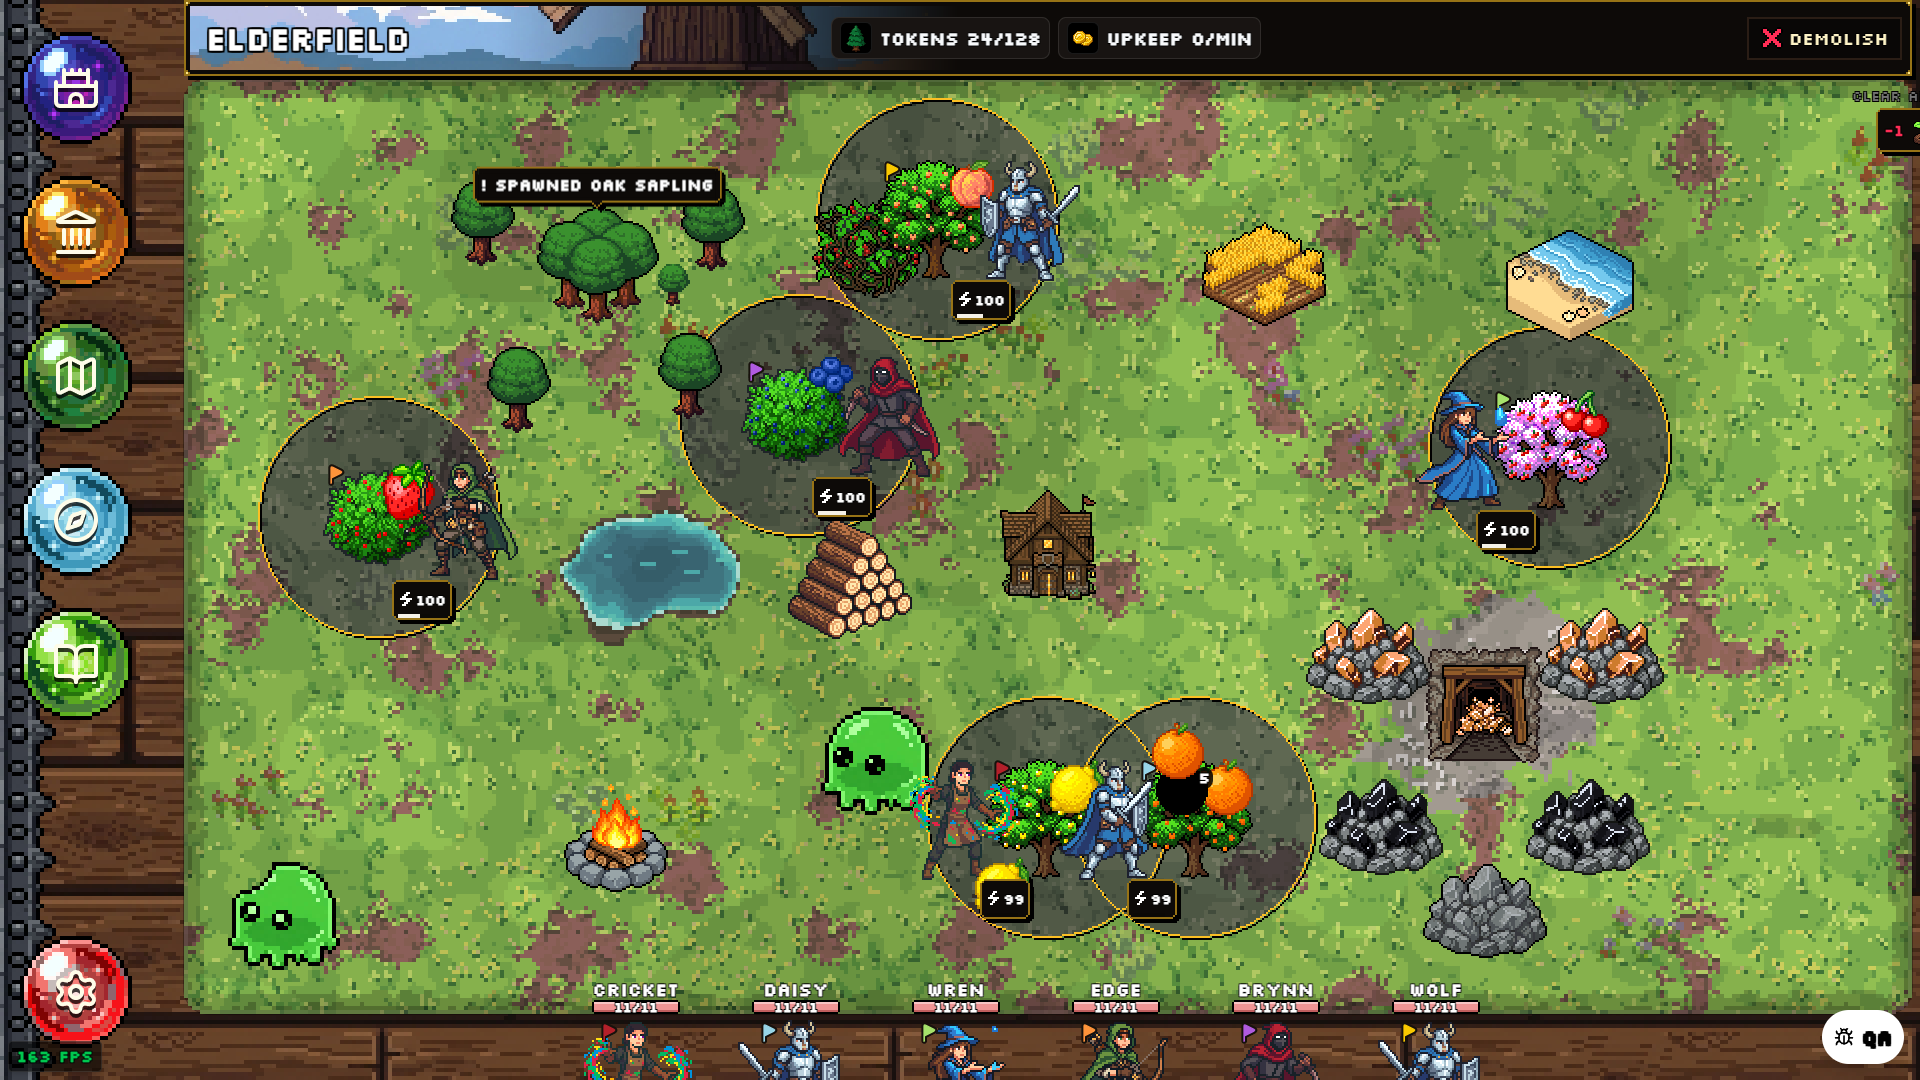 ELDERFIELD
TOKENS 24/128
UPKEEP 0/MIN
DEMOLISH
CLEAR A
-1
! SPAWNED OAK SAPLING
100
100
100
100
5
99
99
CRICKET
11/11
DAISY
11/11
WREN
11/11
EDGE
11/11
BRYNN
11/11
WOLF
11/11
163 FPS
QA